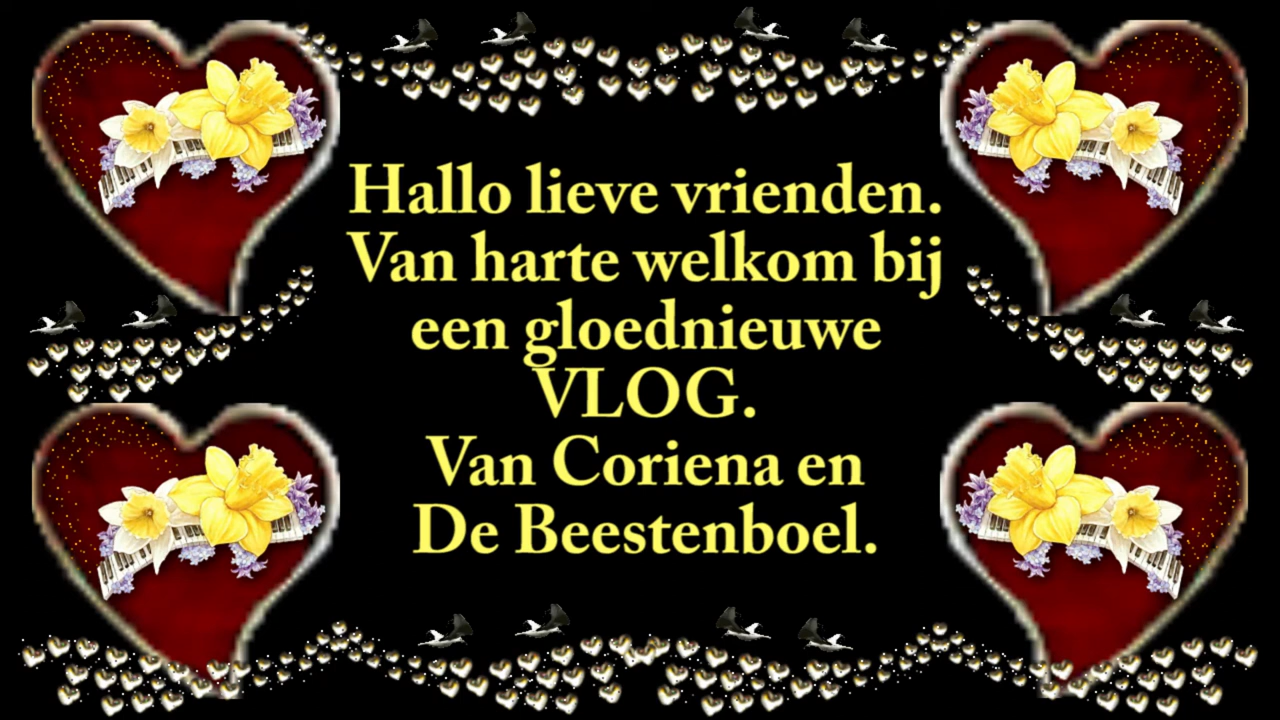 Hallo lieve vrienden.
Van harte welkom bij
een gloednieuwe
VLOG.
Van Coriena en
De Beestenboel.